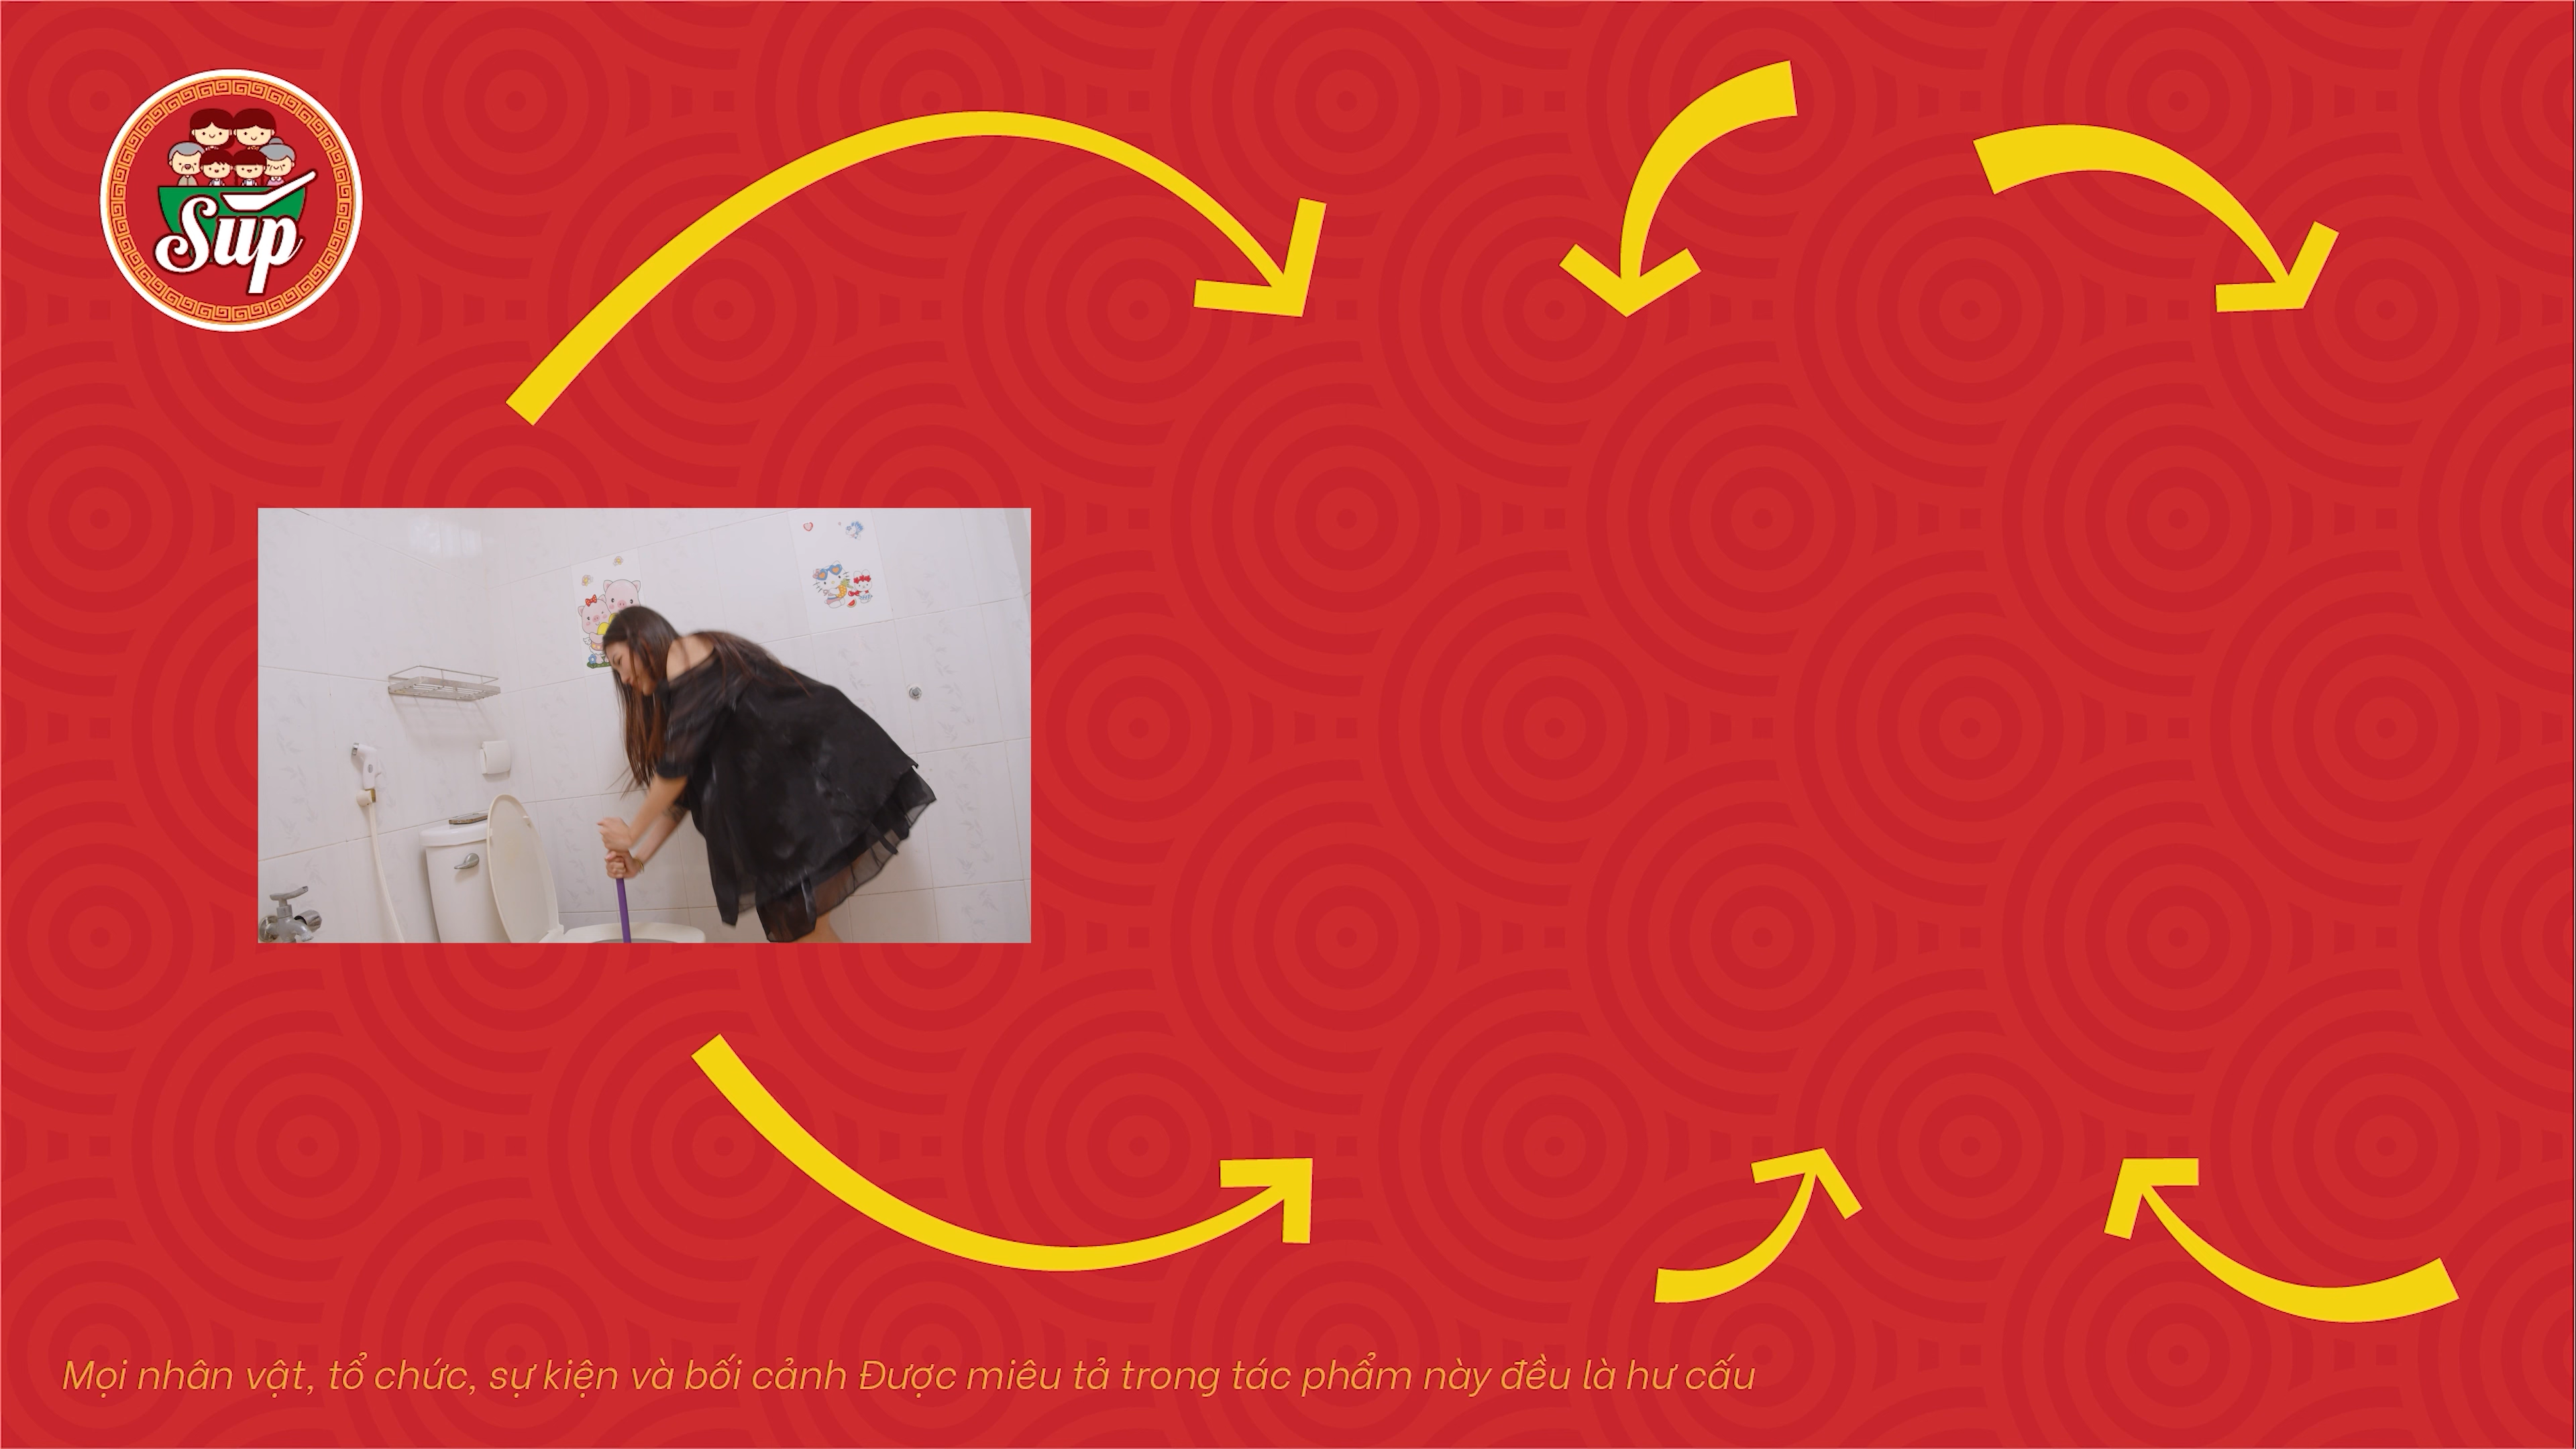 Sup
Mọi nhân vật, tổ chức, sự kiện và bối cảnh Được miêu tả trong tác phẩm này đều là hư cấu